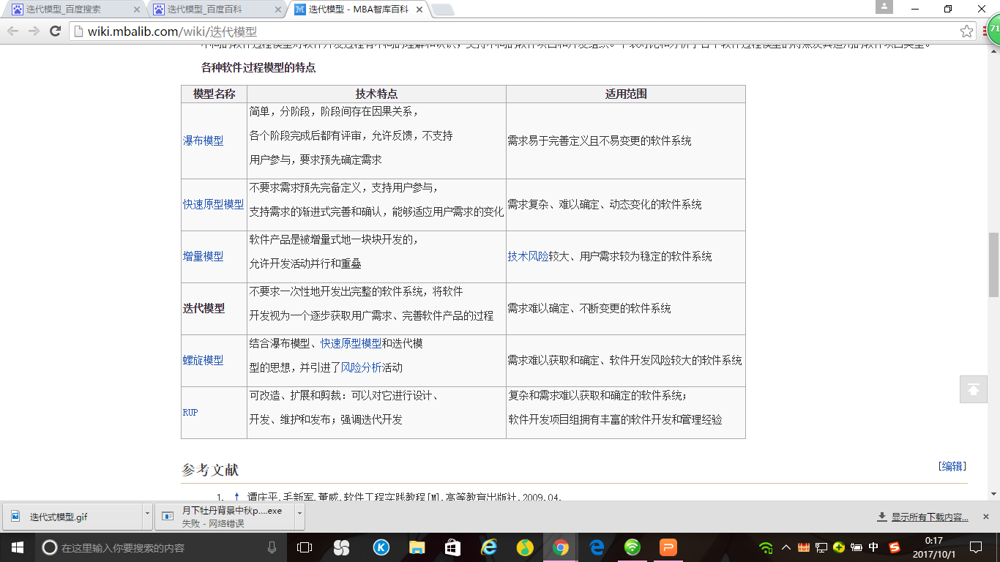 迭代模型_百度搜索
迭代模型_百度百科
迭代模型 - MBA智库百科
wiki.mbalib.com/wiki/迭代模型
71
各种软件过程模型的特点
模型名称 技术特点 适用范围
瀑布模型
简单，分阶段，阶段间存在因果关系，
各个阶段完成后都有评审，允许反馈，不支持
用户参与，要求预先确定需求
需求易于完善定义且不易变更的软件系统
快速原型模型
不要求需求预先完备定义，支持用户参与，
支持需求的渐进式完善和确认，能够适应用户需求的变化
需求复杂、难以确定、动态变化的软件系统
增量模型
软件产品是被增量式地一块块开发的，
允许开发活动并行和重叠
技术风险较大、用户需求较为稳定的软件系统
迭代模型
不要求一次性地开发出完整的软件系统，将软件
开发视为一个逐步获取用广需求、完善软件产品的过程
需求难以确定、不断变更的软件系统
螺旋模型
结合瀑布模型、快速原型模型和迭代模
型的思想，并引进了风险分析活动
需求难以获取和确定、软件开发风险较大的软件系统
RUP
可改造、扩展和剪裁：可以对它进行设计、
开发、维护和发布；强调迭代开发
复杂和需求难以获取和确定的软件系统；
软件开发项目组拥有丰富的软件开发和管理经验
参考文献
[编辑]
1. ↑ 谭庆平,毛新军,董威.软件工程实践教程[M].高等教育出版社,2009.04.
迭代式模型.gif
月下牡丹背景中秋p....exe
失败 - 网络错误
显示所有下载内容...
在这里输入你要搜索的内容
中
0:17
2017/10/1